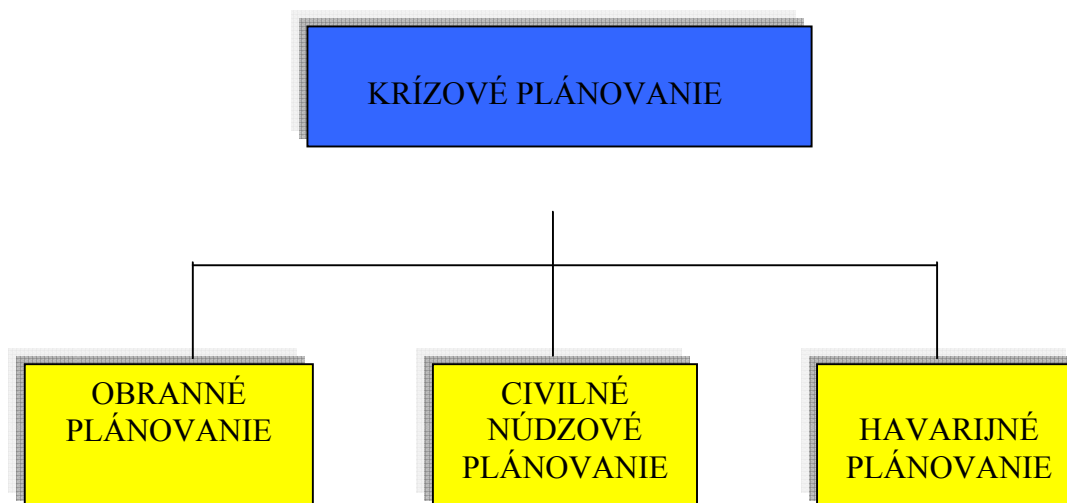 KRÍZOVÉ PLÁNOVANIE
OBRANNÉ
PLÁNOVANIE
CIVILNÉ
NÚDZOVÉ
PLÁNOVANIE
HAVARIJNÉ
PLÁNOVANIE